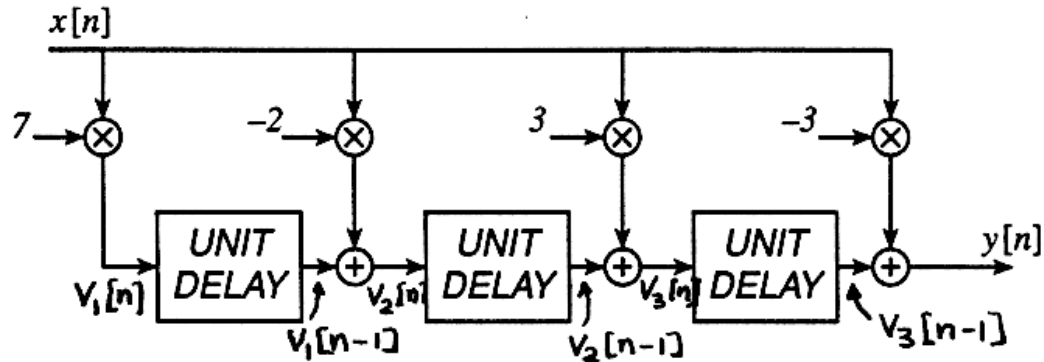 x[n]
7 -2 3 -3
UNIT DELAY
UNIT DELAY
UNIT DELAY
y[n]
V₁[n]
V₁[n-1]
V₂[n]
V₂[n-1]
V₃[n]
V₃[n-1]